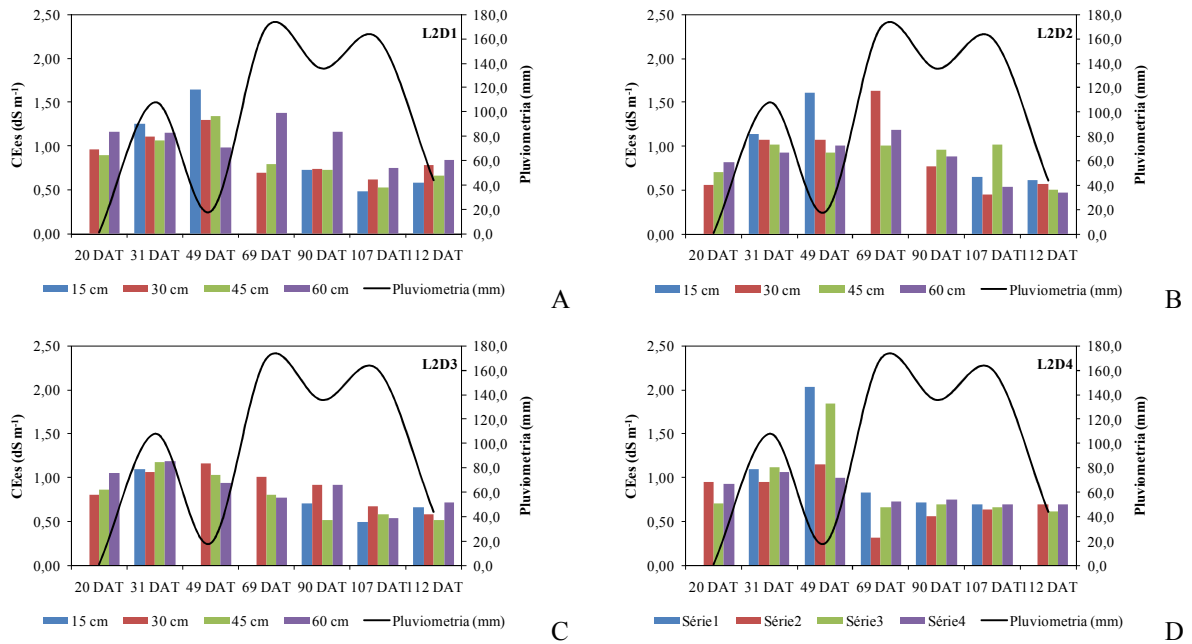 L2D1
CEes (dS m⁻¹)
2,50
2,00
1,50
1,00
0,50
0,00
180,0
160,0
140,0
120,0
100,0
80,0
60,0
40,0
20,0
0,0
Pluviometria (mm)
20 DAT 31 DAT 49 DAT 69 DAT 90 DAT 107 DAT 112 DAT
15 cm 30 cm 45 cm 60 cm Pluviometria (mm)
A
L2D2
CEes (dS m⁻¹)
2,50
2,00
1,50
1,00
0,50
0,00
180,0
160,0
140,0
120,0
100,0
80,0
60,0
40,0
20,0
0,0
Pluviometria (mm)
20 DAT 31 DAT 49 DAT 69 DAT 90 DAT 107 DAT 112 DAT
15 cm 30 cm 45 cm 60 cm Pluviometria (mm)
B
L2D3
CEes (dS m⁻¹)
2,50
2,00
1,50
1,00
0,50
0,00
180,0
160,0
140,0
120,0
100,0
80,0
60,0
40,0
20,0
0,0
Pluviometria (mm)
20 DAT 31 DAT 49 DAT 69 DAT 90 DAT 107 DAT 112 DAT
15 cm 30 cm 45 cm 60 cm Pluviometria (mm)
C
L2D4
CEes (dS m⁻¹)
2,50
2,00
1,50
1,00
0,50
0,00
180,0
160,0
140,0
120,0
100,0
80,0
60,0
40,0
20,0
0,0
Pluviometria (mm)
20 DAT 31 DAT 49 DAT 69 DAT 90 DAT 107 DAT 112 DAT
Série1 Série2 Série3 Série4 Pluviometria (mm)
D